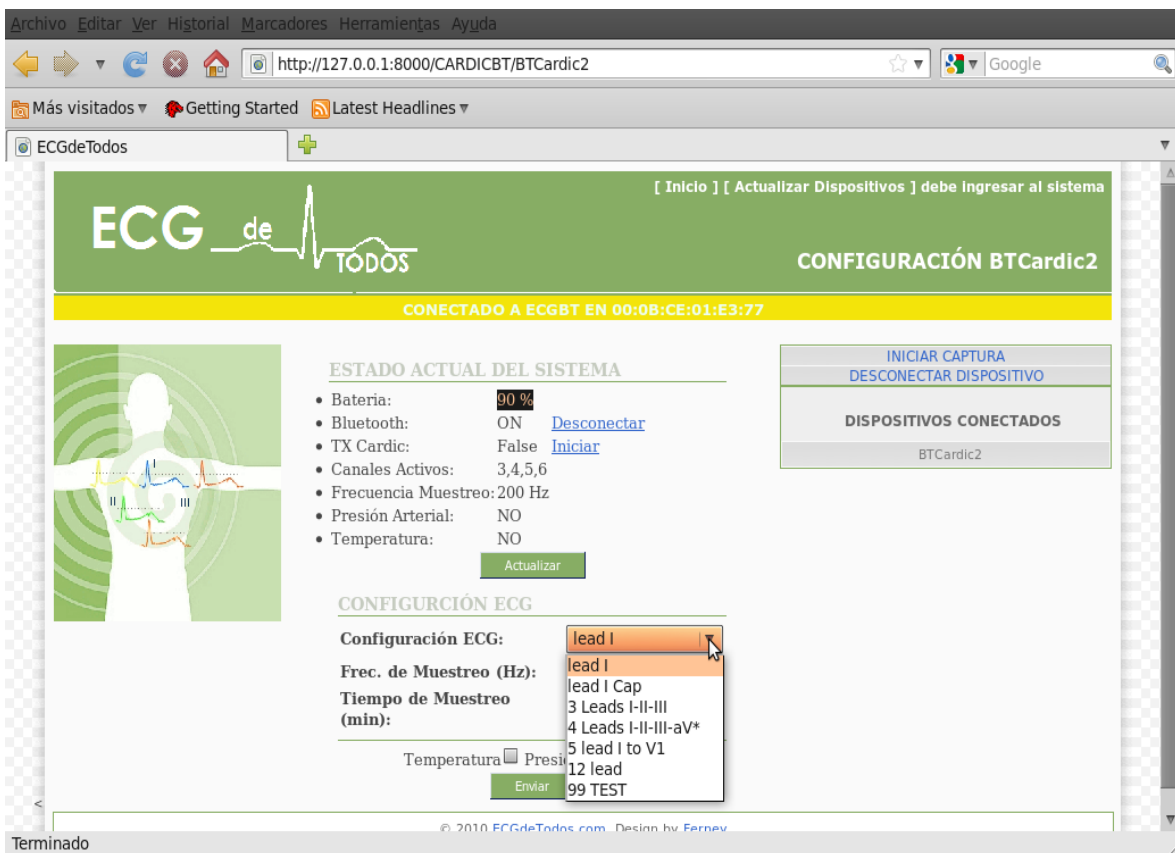 Archivo Editar Ver Historial Marcadores Herramientas Ayuda
http://127.0.0.1:8000/CARDICBT/BTCardic2
Google
Más visitados
Getting Started
Latest Headlines
ECGdeTodos
[ Inicio ] [ Actualizar Dispositivos ] debe ingresar al sistema
ECG de TODOS
CONFIGURACIÓN BTCardic2
CONECTADO A ECGBT EN 00:0B:CE:01:E3:77
I
II
III
ESTADO ACTUAL DEL SISTEMA
• Bateria: 90 %
• Bluetooth: ON Desconectar
• TX Cardic: False Iniciar
• Canales Activos: 3,4,5,6
• Frecuencia Muestreo: 200 Hz
• Presión Arterial: NO
• Temperatura: NO
Actualizar
INICIAR CAPTURA
DESCONECTAR DISPOSITIVO
DISPOSITIVOS CONECTADOS
BTCardic2
CONFIGURCIÓN ECG
Configuración ECG: lead I
Frec. de Muestreo (Hz):
Tiempo de Muestreo
(min):
lead I
lead I Cap
3 Leads I-II-III
4 Leads I-II-III-aV*
5 lead I to V1
12 lead
99 TEST
Temperatura
Enviar
© 2010 ECGdeTodos.com. Design by Ferney
Terminado